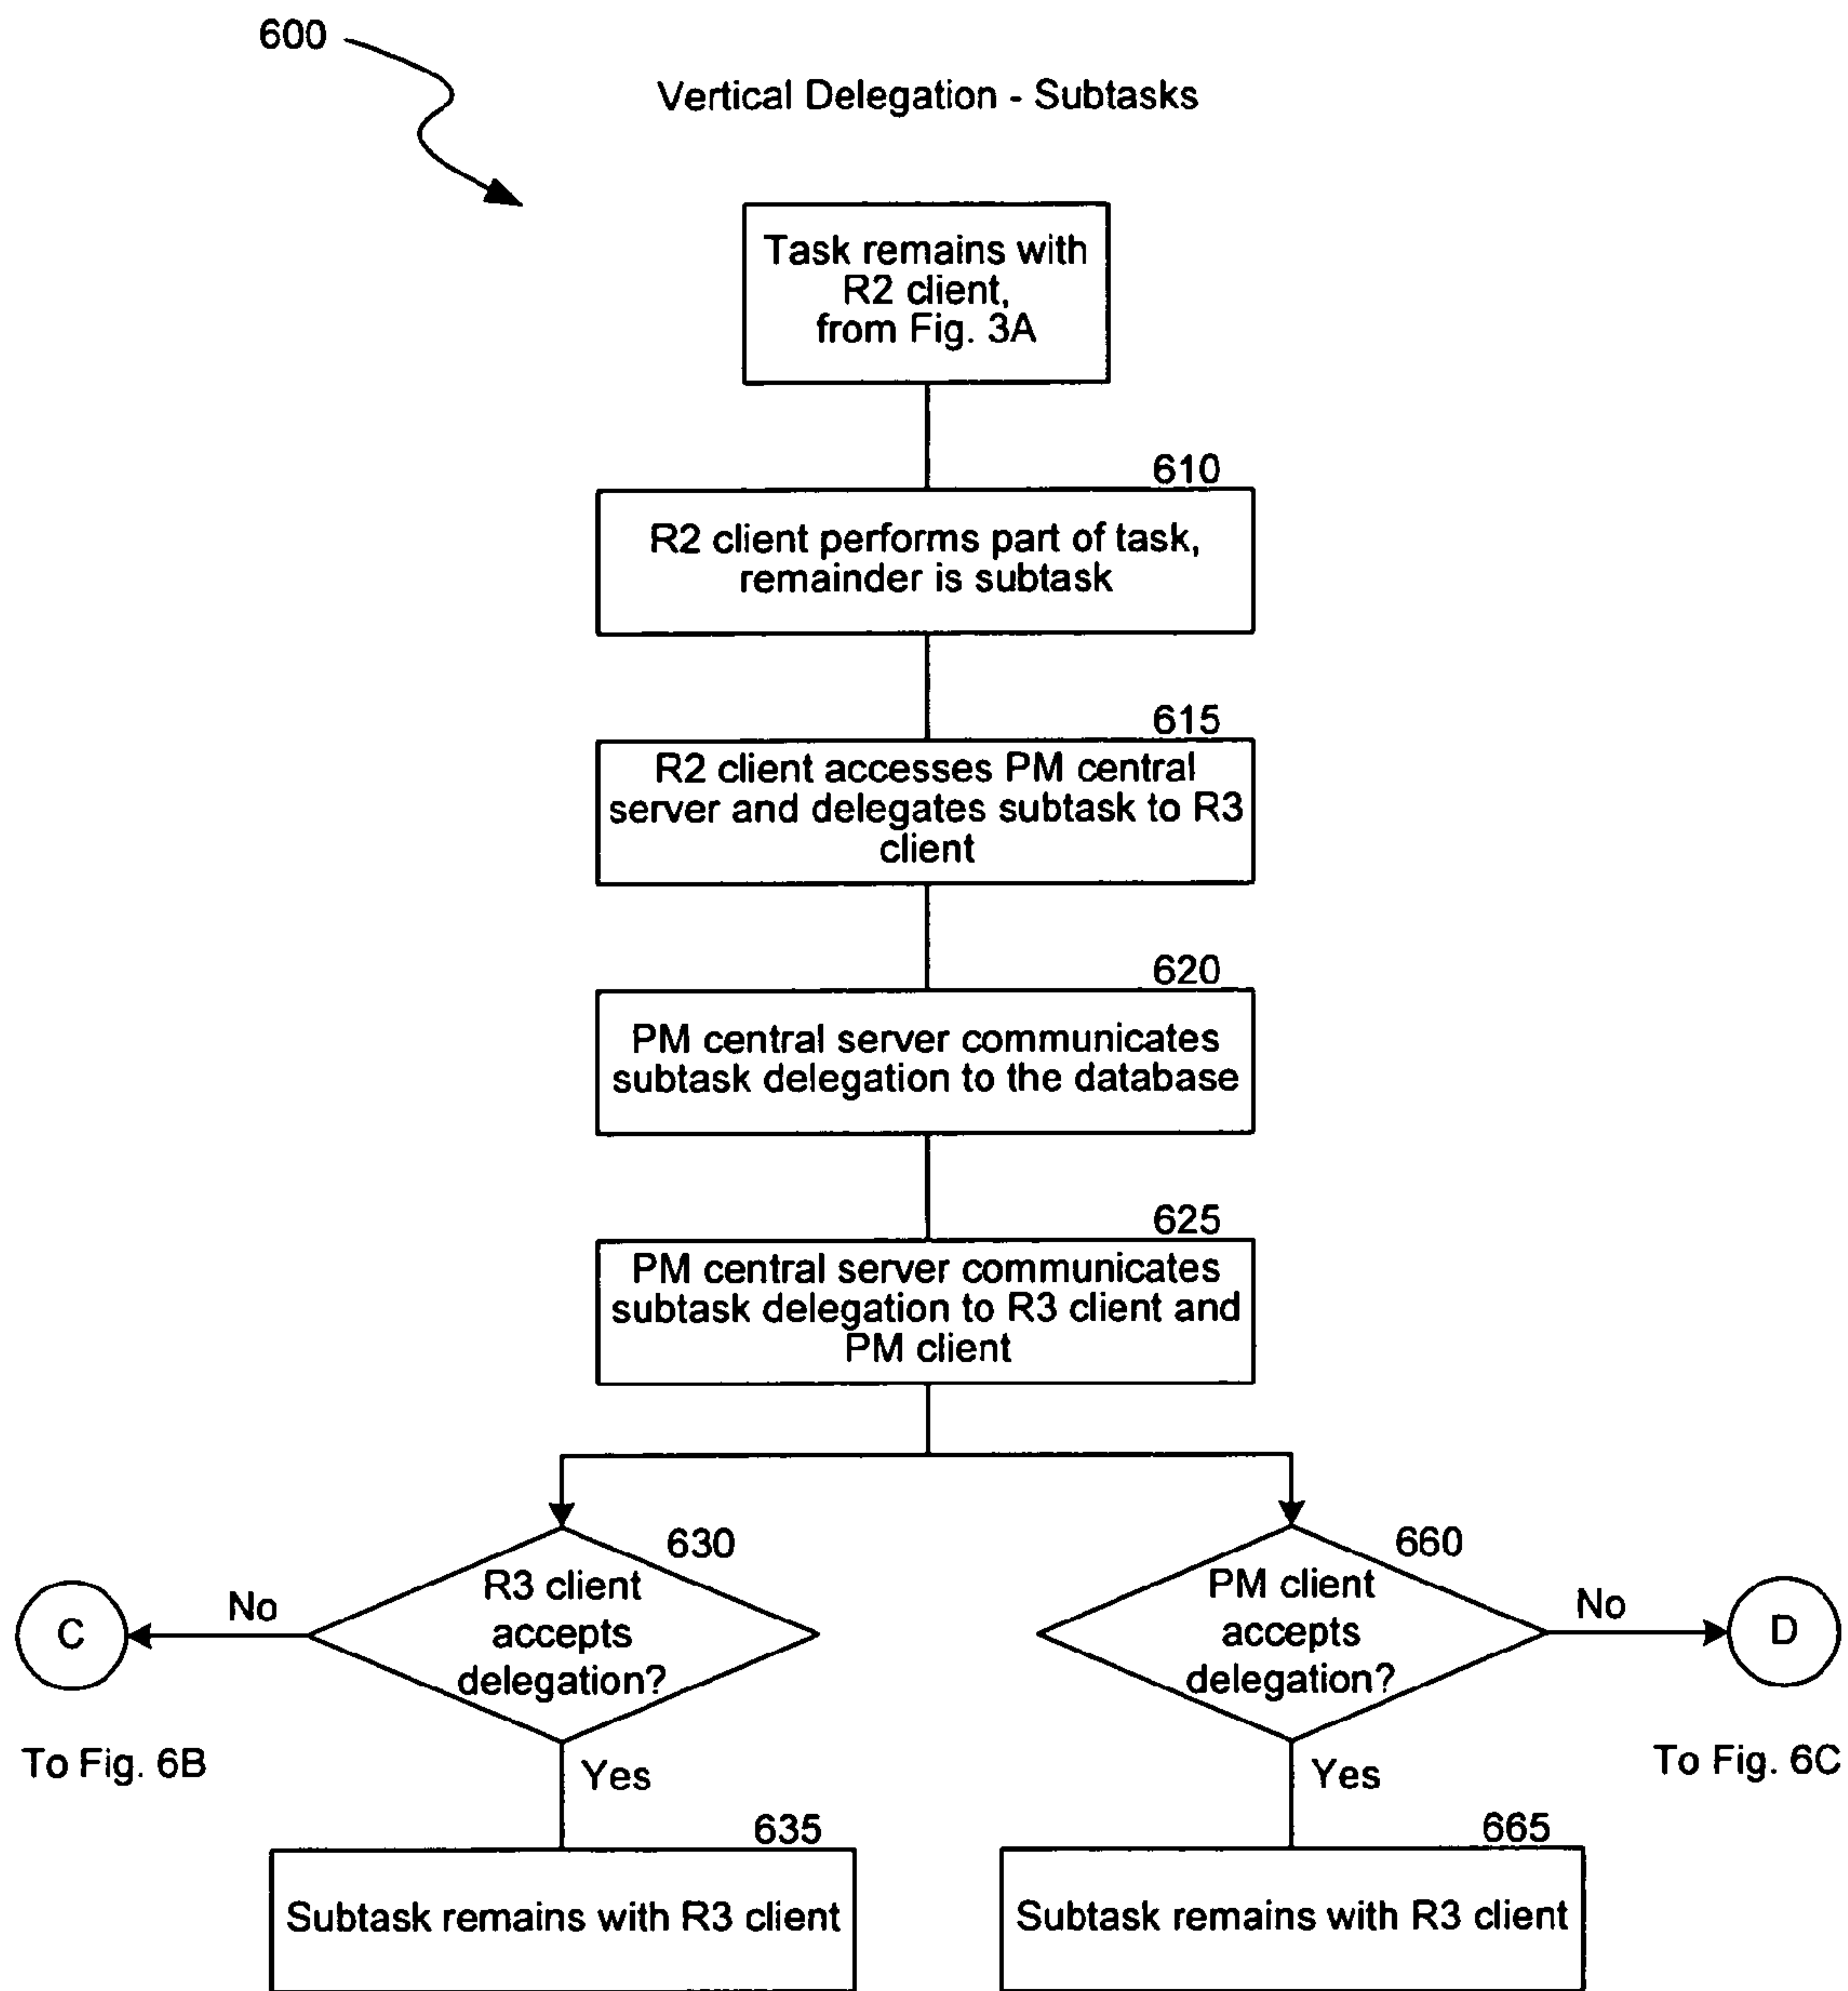 600
Vertical Delegation - Subtasks
Task remains with
R2 client,
from Fig. 3A
610
R2 client performs part of task,
remainder is subtask
615
R2 client accesses PM central
server and delegates subtask to R3
client
620
PM central server communicates
subtask delegation to the database
625
PM central server communicates
subtask delegation to R3 client and
PM client
630
R3 client
accepts
delegation?
660
PM client
accepts
delegation?
C
No
No
D
To Fig. 6B
Yes
Yes
To Fig. 6C
635
Subtask remains with R3 client
665
Subtask remains with R3 client